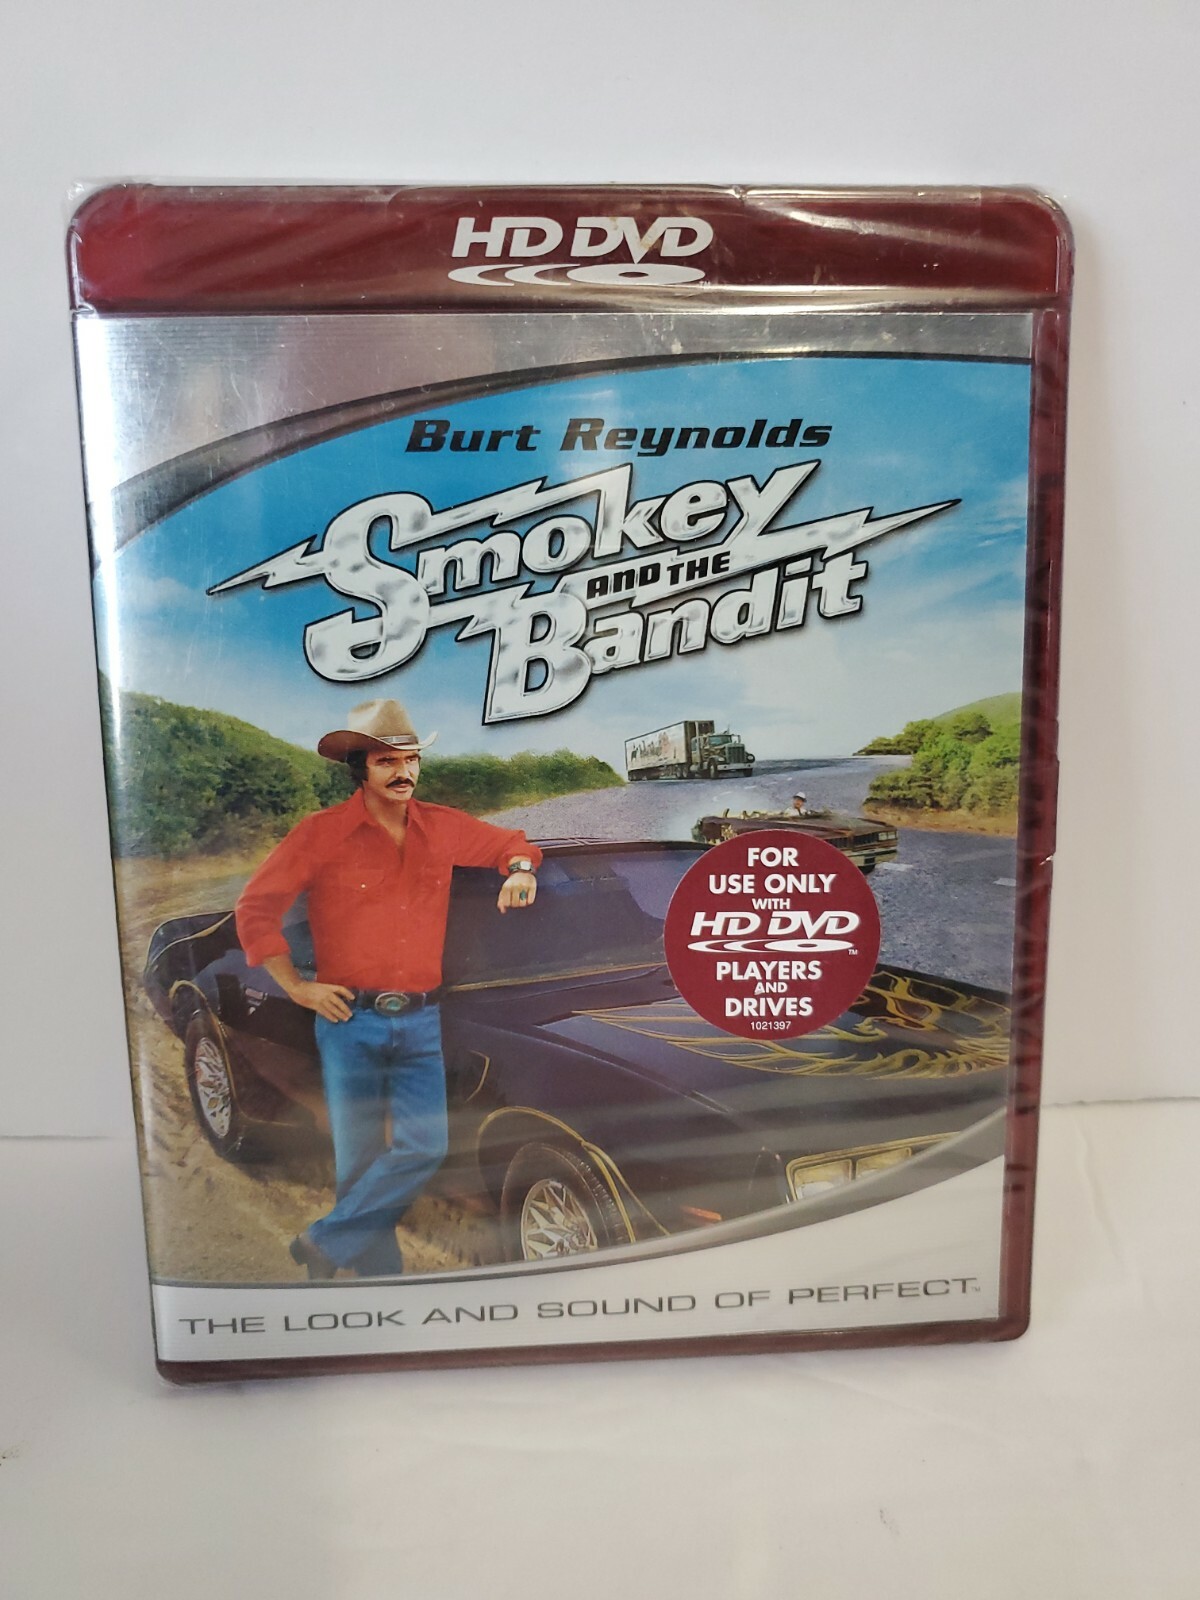 HD DVD
Burt Reynolds
Smokey
AND THE
Bandit
FOR
USE ONLY
WITH
HD DVD
TM
PLAYERS
AND
DRIVES
1021397
THE LOOK AND SOUND OF PERFECT